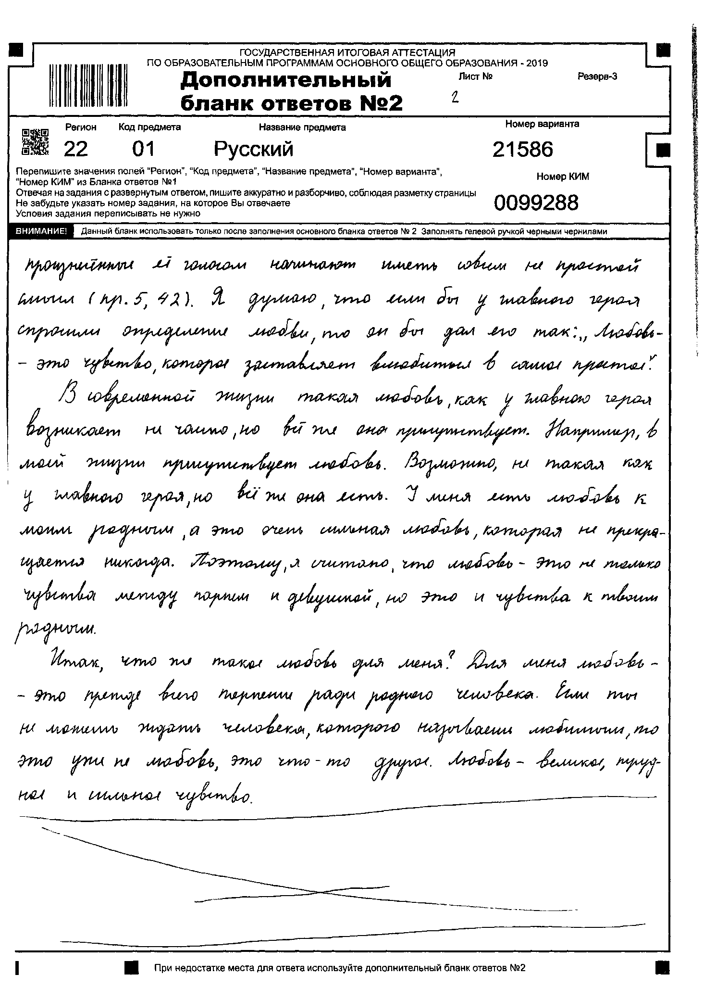 ГОСУДАРСТВЕННАЯ ИТОГОВАЯ АТТЕСТАЦИЯ
ПО ОБРАЗОВАТЕЛЬНЫМ ПРОГРАММАМ ОСНОВНОГО ОБЩЕГО ОБРАЗОВАНИЯ - 2019
Дополнительный
бланк ответов №2
Лист №
2
Резерв-3
Регион Код предмета Название предмета Номер варианта
22 01 Русский 21586
Перепишите значения полей "Регион", "Код предмета", "Название предмета", "Номер варианта",
"Номер КИМ" из Бланка ответов №1
Отвечая на задания с развернутым ответом, пишите аккуратно и разборчиво, соблюдая разметку страницы
Не забудьте указать номер задания, на которое Вы отвечаете
Условия задания переписывать не нужно
Номер КИМ
0099288
ВНИМАНИЕ! Данный бланк использовать только после заполнения основного бланка ответов № 2 Заполнять гелевой ручкой черными чернилами
произнесённые её голосом начинают иметь совсем не простой
смысл (пр. 5, 42). Я думаю, что если бы у главного героя
спросили определение любви, то он бы дал его так: „Любовь-
- это чувство, которое заставляет влюбиться в самое простое".
В современной жизни такая любовь, как у главного героя
возникает не часто, но всё же она присутствует. Например, в
моей жизни присутствует любовь. Возможно, не такая как
у главного героя, но всё же она есть. У меня есть любовь к
моим родным, а это очень сильная любовь, которая не прекра-
щается никогда. Поэтому, я считаю, что любовь - это не только
чувства между парнем и девушкой, но это и чувства к твоим
родным.
Итак, что же такое любовь для меня? Для меня любовь -
- это прежде всего терпение ради родного человека. Если ты
не можешь ждать человека, которого называешь любимым, то
это уже не любовь, это что-то другое. Любовь - великое, труд-
ное и сильное чувство.
При недостатке места для ответа используйте дополнительный бланк ответов №2